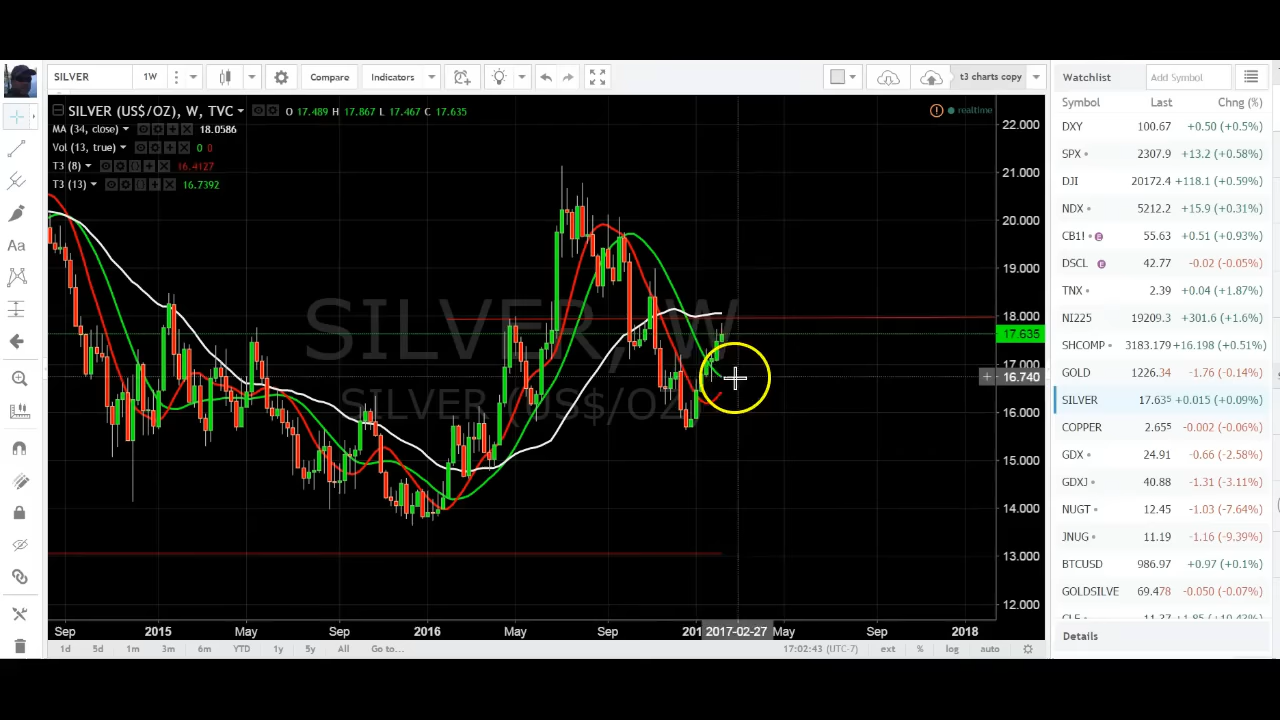 SILVER 1W Compare Indicators t3 charts copy
SILVER (US$/OZ), W, TVC O 17.489 H 17.867 L 17.467 C 17.635
realtime
MA (34, close) 18.0586
Vol (13, true) 0 0
T3 (8) 16.4127
T3 (13) 16.7392
SILVER, W
SILVER (US$/OZ)
22.000
21.000
20.000
19.000
18.000
17.635
17.000
16.740
16.000
15.000
14.000
13.000
12.000
Sep 2015 May Sep 2016 May Sep 201 2017-02-27 May Sep 2018
1d 5d 1m 3m 6m YTD 1y 5y All Go to... 17:02:43 (UTC-7) ext % log auto
Watchlist Add Symbol
Symbol Last Chng (%)
DXY 100.67 +0.50 (+0.5%)
SPX 2307.9 +13.2 (+0.58%)
DJI 20172.4 +118.1 (+0.59%)
NDX 5212.2 +15.9 (+0.31%)
CB1! E 55.63 +0.51 (+0.93%)
DSCL E 42.77 -0.02 (-0.05%)
TNX 2.39 +0.04 (+1.87%)
NI225 19209.3 +301.6 (+1.6%)
SHCOMP 3183.179 +16.198 (+0.51%)
GOLD 1226.34 -1.76 (-0.14%)
SILVER 17.635 +0.015 (+0.09%)
COPPER 2.655 -0.002 (-0.06%)
GDX 24.91 -0.66 (-2.58%)
GDXJ 40.88 -1.31 (-3.11%)
NUGT 12.45 -1.03 (-7.64%)
JNUG 11.19 -1.16 (-9.39%)
BTCUSD 986.97 +0.97 (+0.1%)
GOLDSILVE 69.478 -0.050 (-0.07%)
Details
Aa